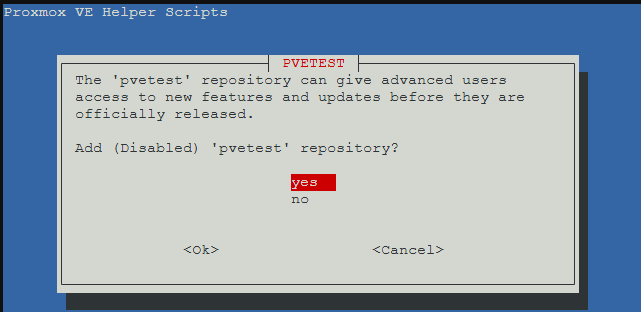 Proxmox VE Helper Scripts
PVETEST
The 'pvetest' repository can give advanced users
access to new features and updates before they are
officially released.
Add (Disabled) 'pvetest' repository?
yes
no
<Ok> <Cancel>